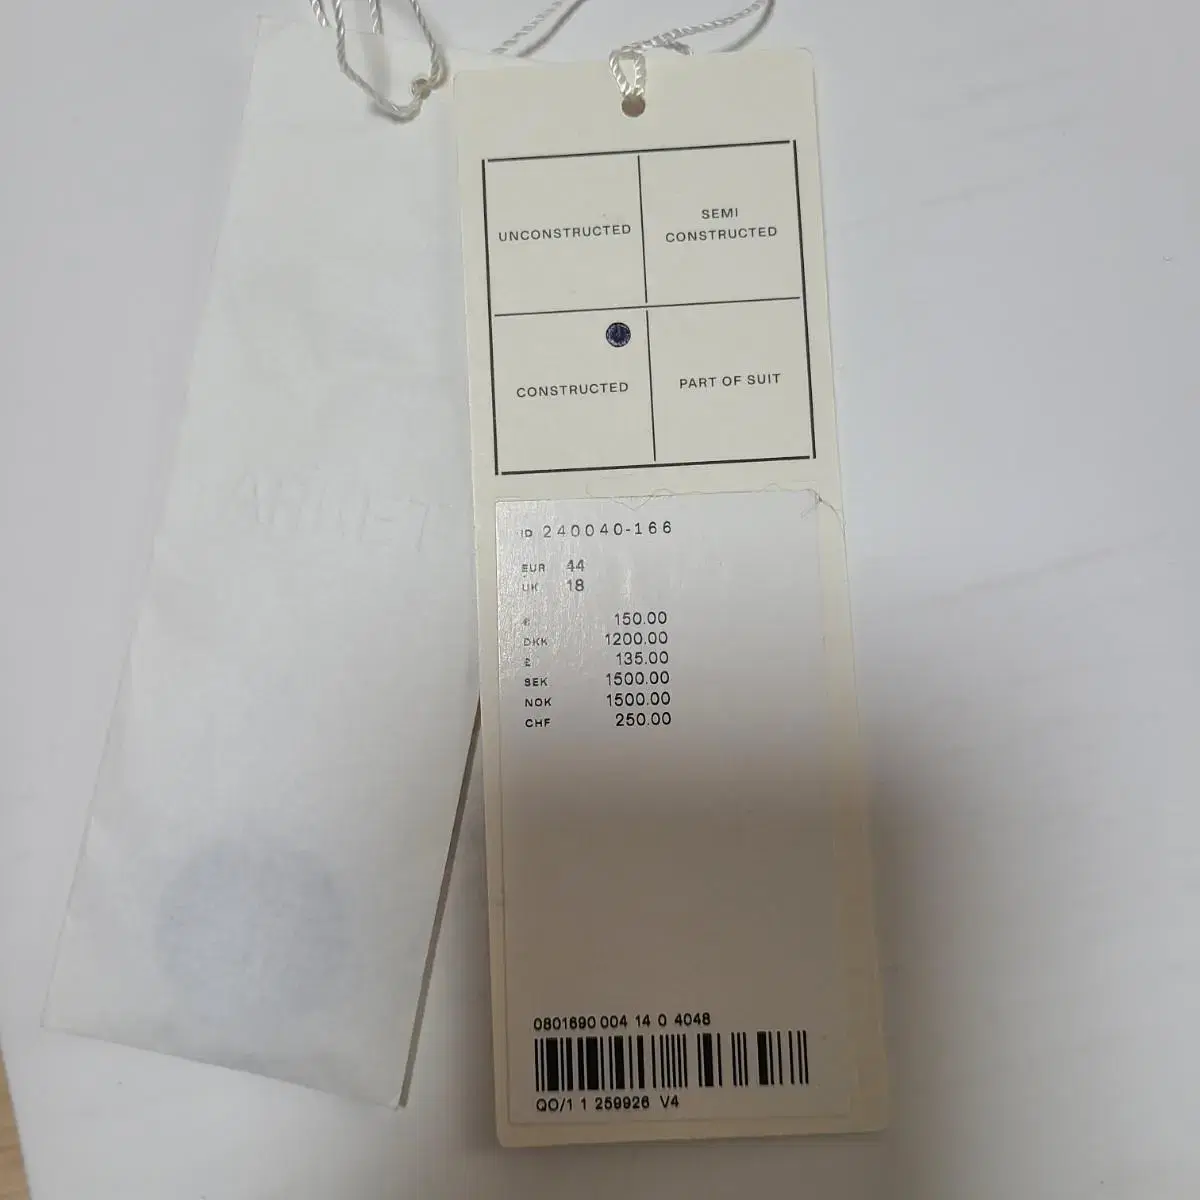 UNCONSTRUCTED
SEMI
CONSTRUCTED
CONSTRUCTED
PART OF SUIT
ID 240040-166
EUR 44
UK 18
€ 150.00
DKK 1200.00
£ 135.00
SEK 1500.00
NOK 1500.00
CHF 250.00
0801690 004 14 0 4048
QO/1 1 259926 V4